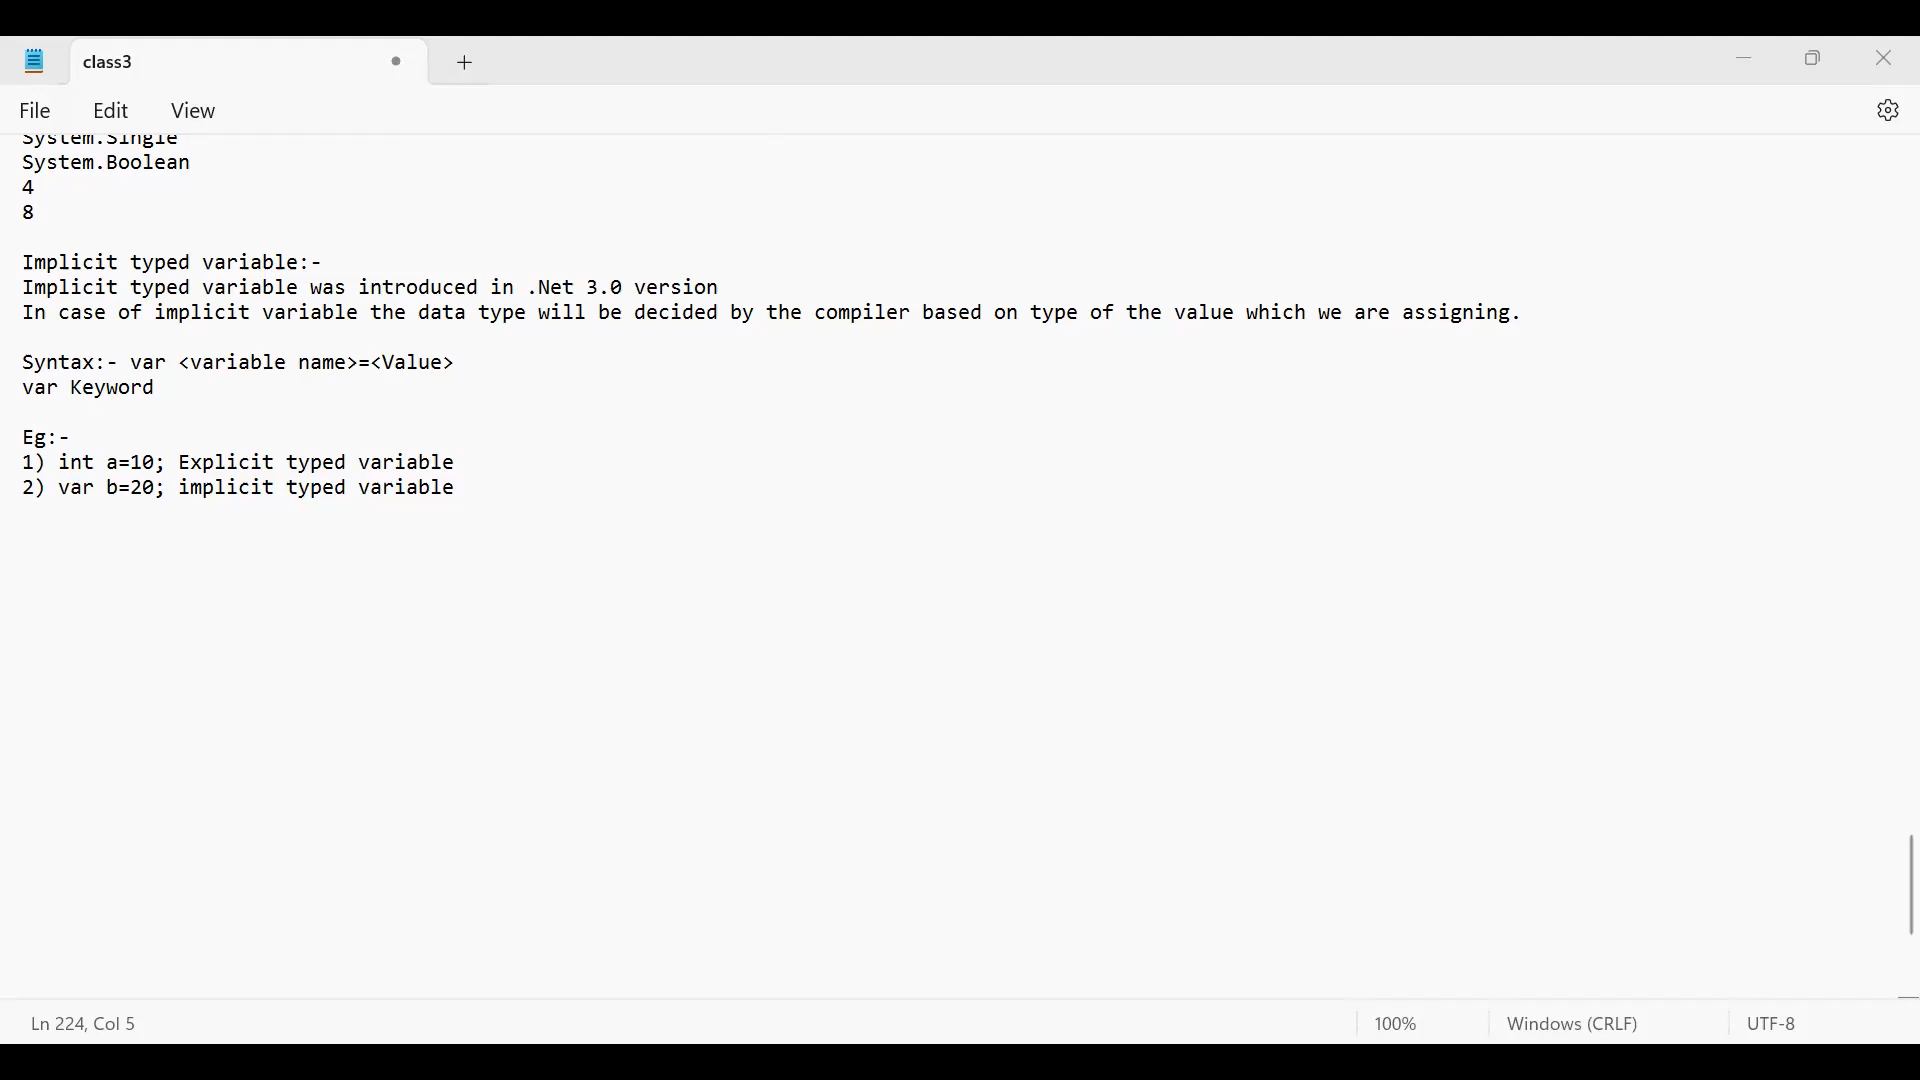 class3
File Edit View
System.Single
System.Boolean
4
8
Implicit typed variable:-
Implicit typed variable was introduced in .Net 3.0 version
In case of implicit variable the data type will be decided by the compiler based on type of the value which we are assigning.
Syntax:- var <variable name>=<Value>
var Keyword
Eg:-
1) int a=10; Explicit typed variable
2) var b=20; implicit typed variable
Ln 224, Col 5 100% Windows (CRLF) UTF-8